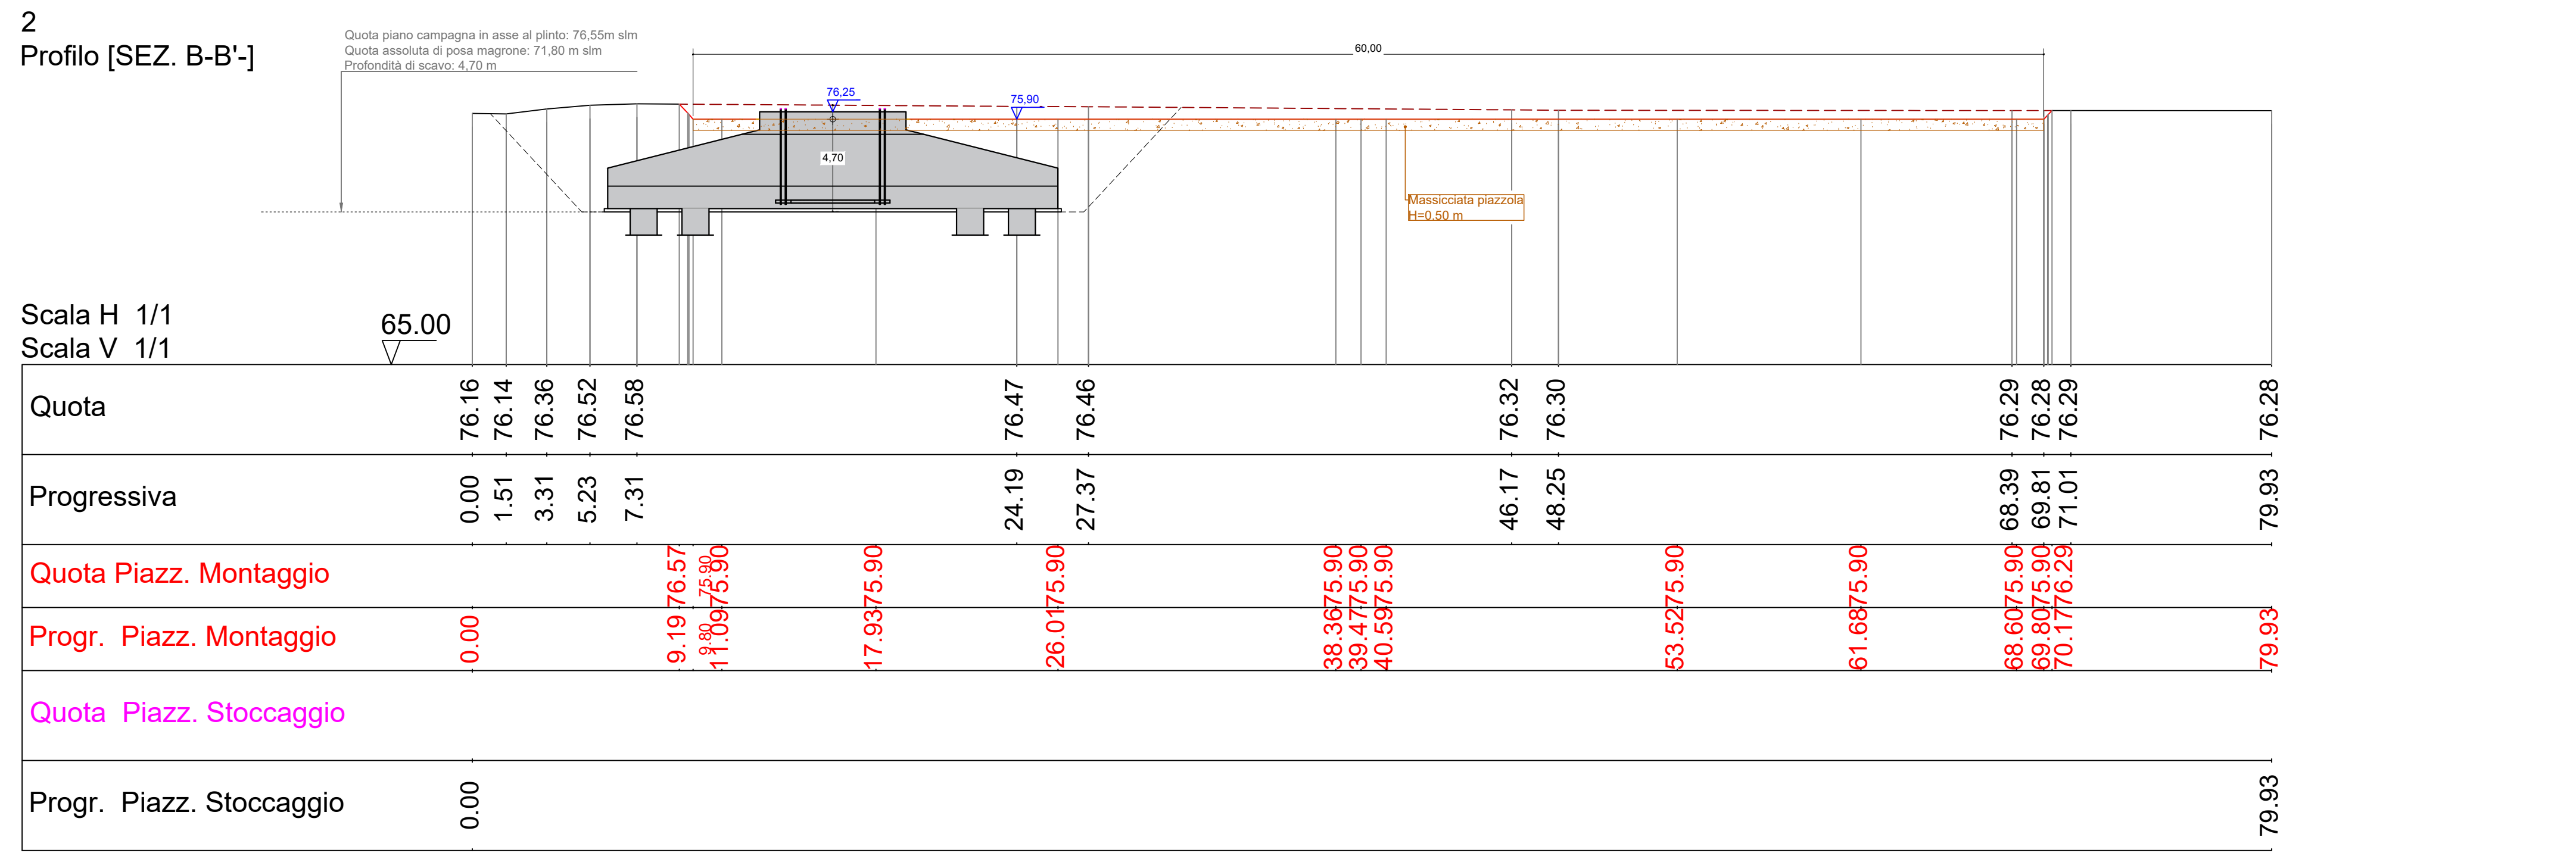 2
Profilo [SEZ. B-B'-]
Quota piano campagna in asse al plinto: 76,55m slm
Quota assoluta di posa magrone: 71,80 m slm
Profondità di scavo: 4,70 m
60,00
76,25
75,90
4,70
Massicciata piazzola
H=0.50 m
Scala H 1/1
Scala V 1/1
65.00
Quota 76.16 76.14 76.36 76.52 76.58 76.47 76.46 76.32 76.30 76.29 76.28 76.29 76.28
Progressiva 0.00 1.51 3.31 5.23 7.31 24.19 27.37 46.17 48.25 68.39 69.81 71.01 79.93
Quota Piazz. Montaggio 76.57 75.90 75.90 75.90 75.90 75.90 75.90 75.90 75.90 75.90 75.90 75.90 76.29
Progr. Piazz. Montaggio 0.00 9.19 9.80 11.09 17.93 26.01 38.36 39.47 40.59 53.52 61.68 68.60 69.80 70.17 79.93
Quota Piazz. Stoccaggio
Progr. Piazz. Stoccaggio 0.00 79.93